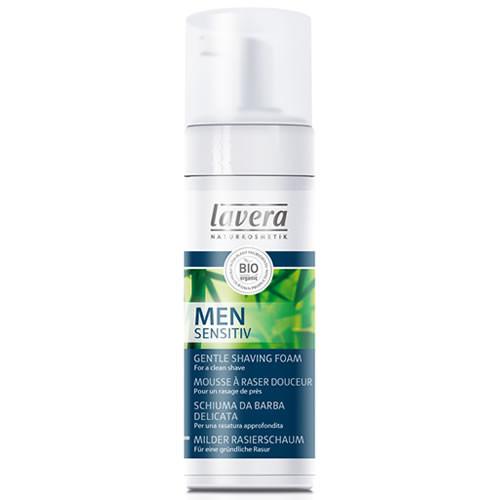 lavera
NATURKOSMETIK
BIO
organic
MEN
SENSITIV
GENTLE SHAVING FOAM
For a clean shave
MOUSSE À RASER DOUCEUR
Pour un rasage de près
SCHIUMA DA BARBA
DELICATA
Per una rasatura approfondita
MILDER RASIERSCHAUM
Für eine gründliche Rasur